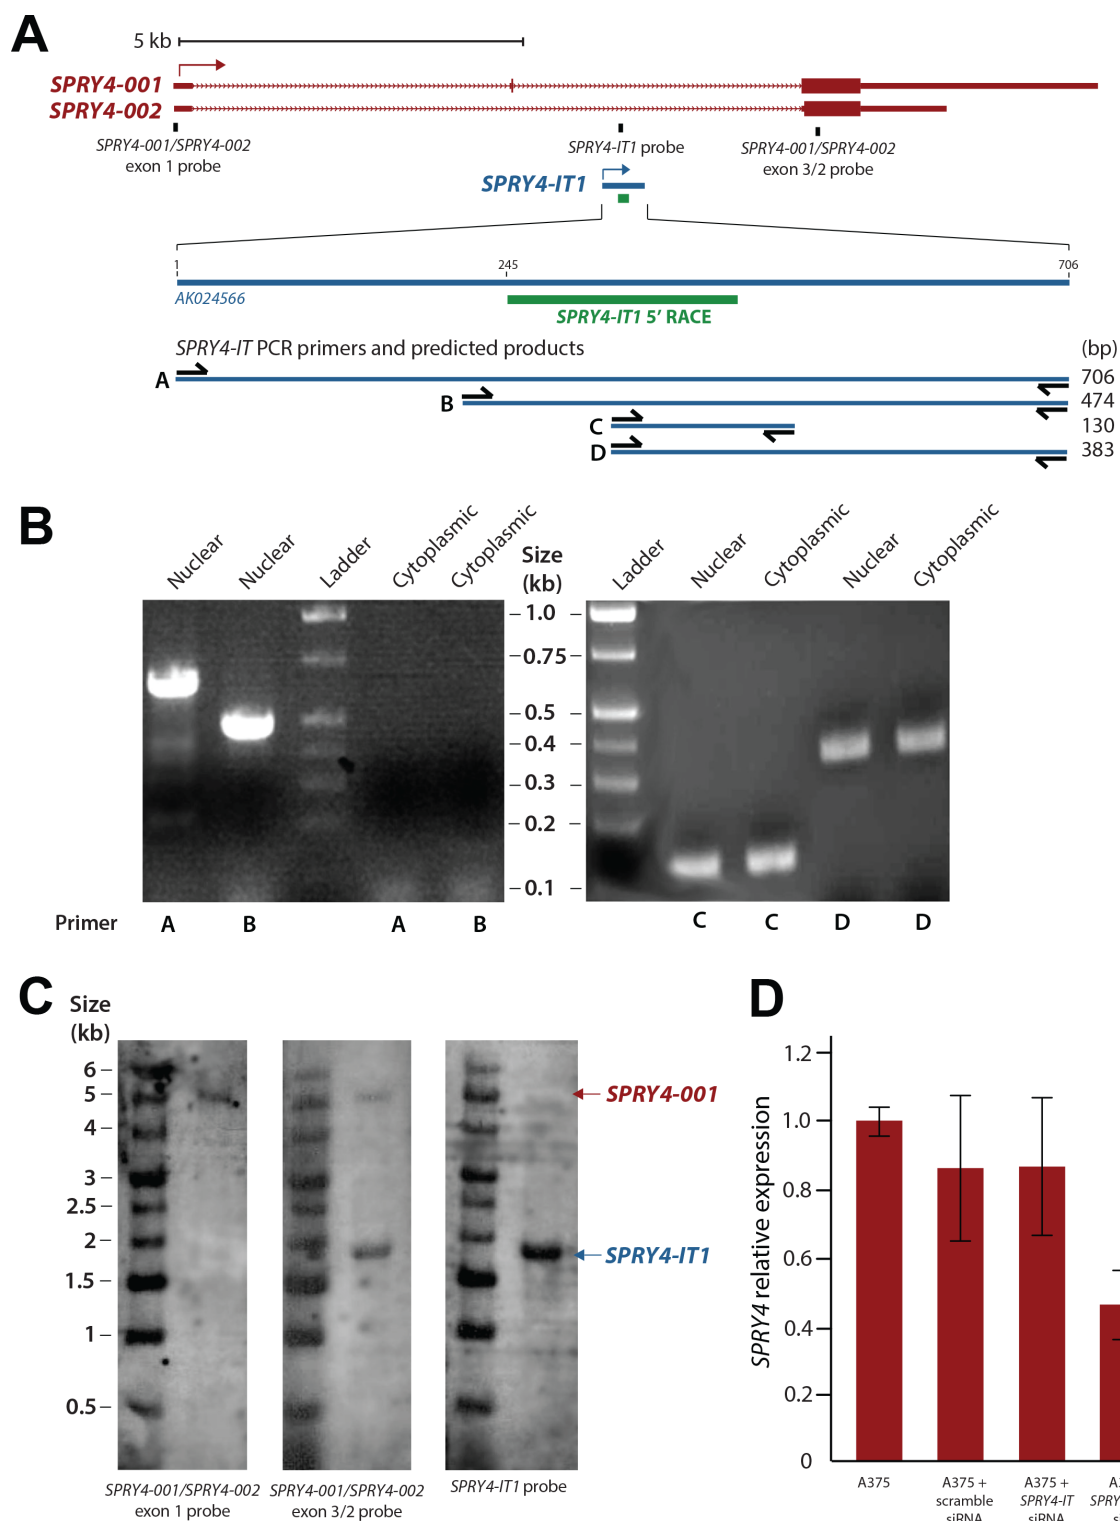 A
5 kb
SPRY4-001
SPRY4-002
SPRY4-001/SPRY4-002
exon 1 probe
SPRY4-IT1 probe
SPRY4-001/SPRY4-002
exon 3/2 probe
SPRY4-IT1
1
245
706
AK024566
SPRY4-IT1 5’ RACE
SPRY4-IT PCR primers and predicted products
(bp)
A
706
B
474
C
130
D
383
B
Nuclear
Nuclear
Ladder
Cytoplasmic
Cytoplasmic
Size
(kb)
Ladder
Nuclear
Cytoplasmic
Nuclear
Cytoplasmic
1.0
0.75
0.5
0.4
0.3
0.2
0.1
Primer
A
B
A
B
C
C
D
D
C
Size
(kb)
6
5
4
3
2.5
2
1.5
1
0.5
SPRY4-001
SPRY4-IT1
SPRY4-001/SPRY4-002
exon 1 probe
SPRY4-001/SPRY4-002
exon 3/2 probe
SPRY4-IT1 probe
D
SPRY4 relative expression
1.2
1.0
0.8
0.6
0.4
0.2
0
A375
A375 +
scramble
siRNA
A375 +
SPRY4-IT
siRNA